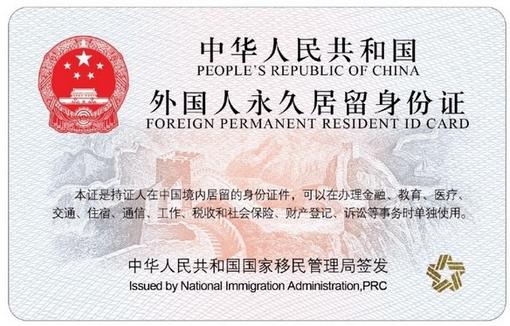 中华人民共和国
PEOPLE'S REPUBLIC OF CHINA
外国人永久居留身份证
FOREIGN PERMANENT RESIDENT ID CARD
本证是持证人在中国境内居留的身份证件，可以在办理金融、教育、医疗、
交通、住宿、通信、工作、税收和社会保险、财产登记、诉讼等事务时单独使用。
中华人民共和国国家移民管理局签发
Issued by National Immigration Administration,PRC